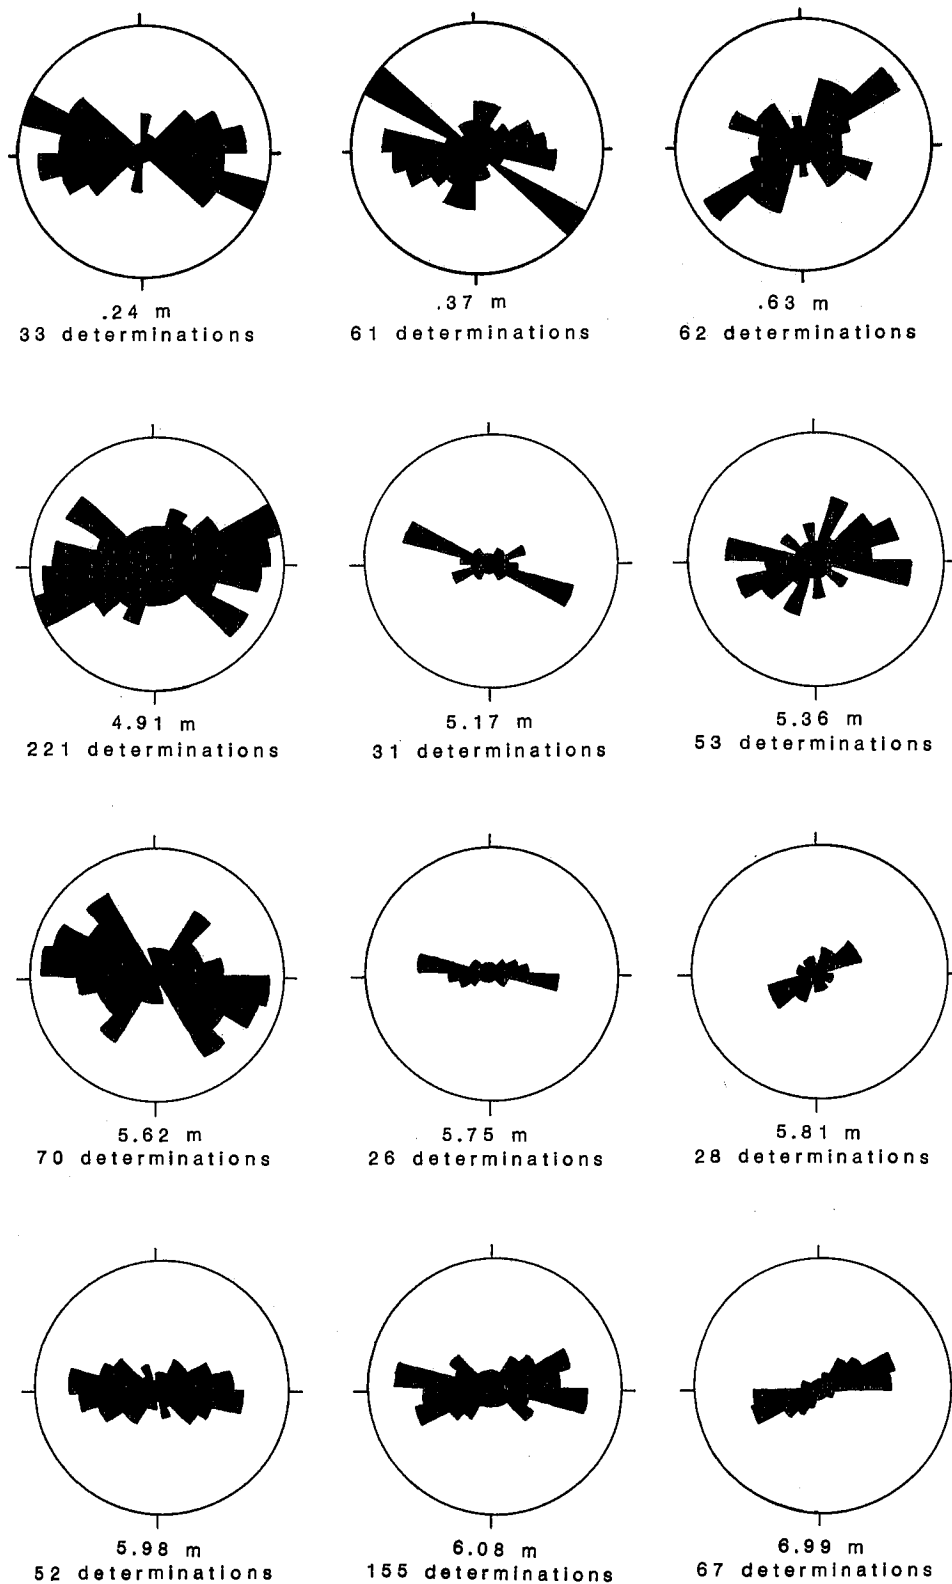 .24 m
33 determinations
.37 m
61 determinations
.63 m
62 determinations
4.91 m
221 determinations
5.17 m
31 determinations
5.36 m
53 determinations
5.62 m
70 determinations
5.75 m
26 determinations
5.81 m
28 determinations
5.98 m
52 determinations
6.08 m
155 determinations
6.99 m
67 determinations